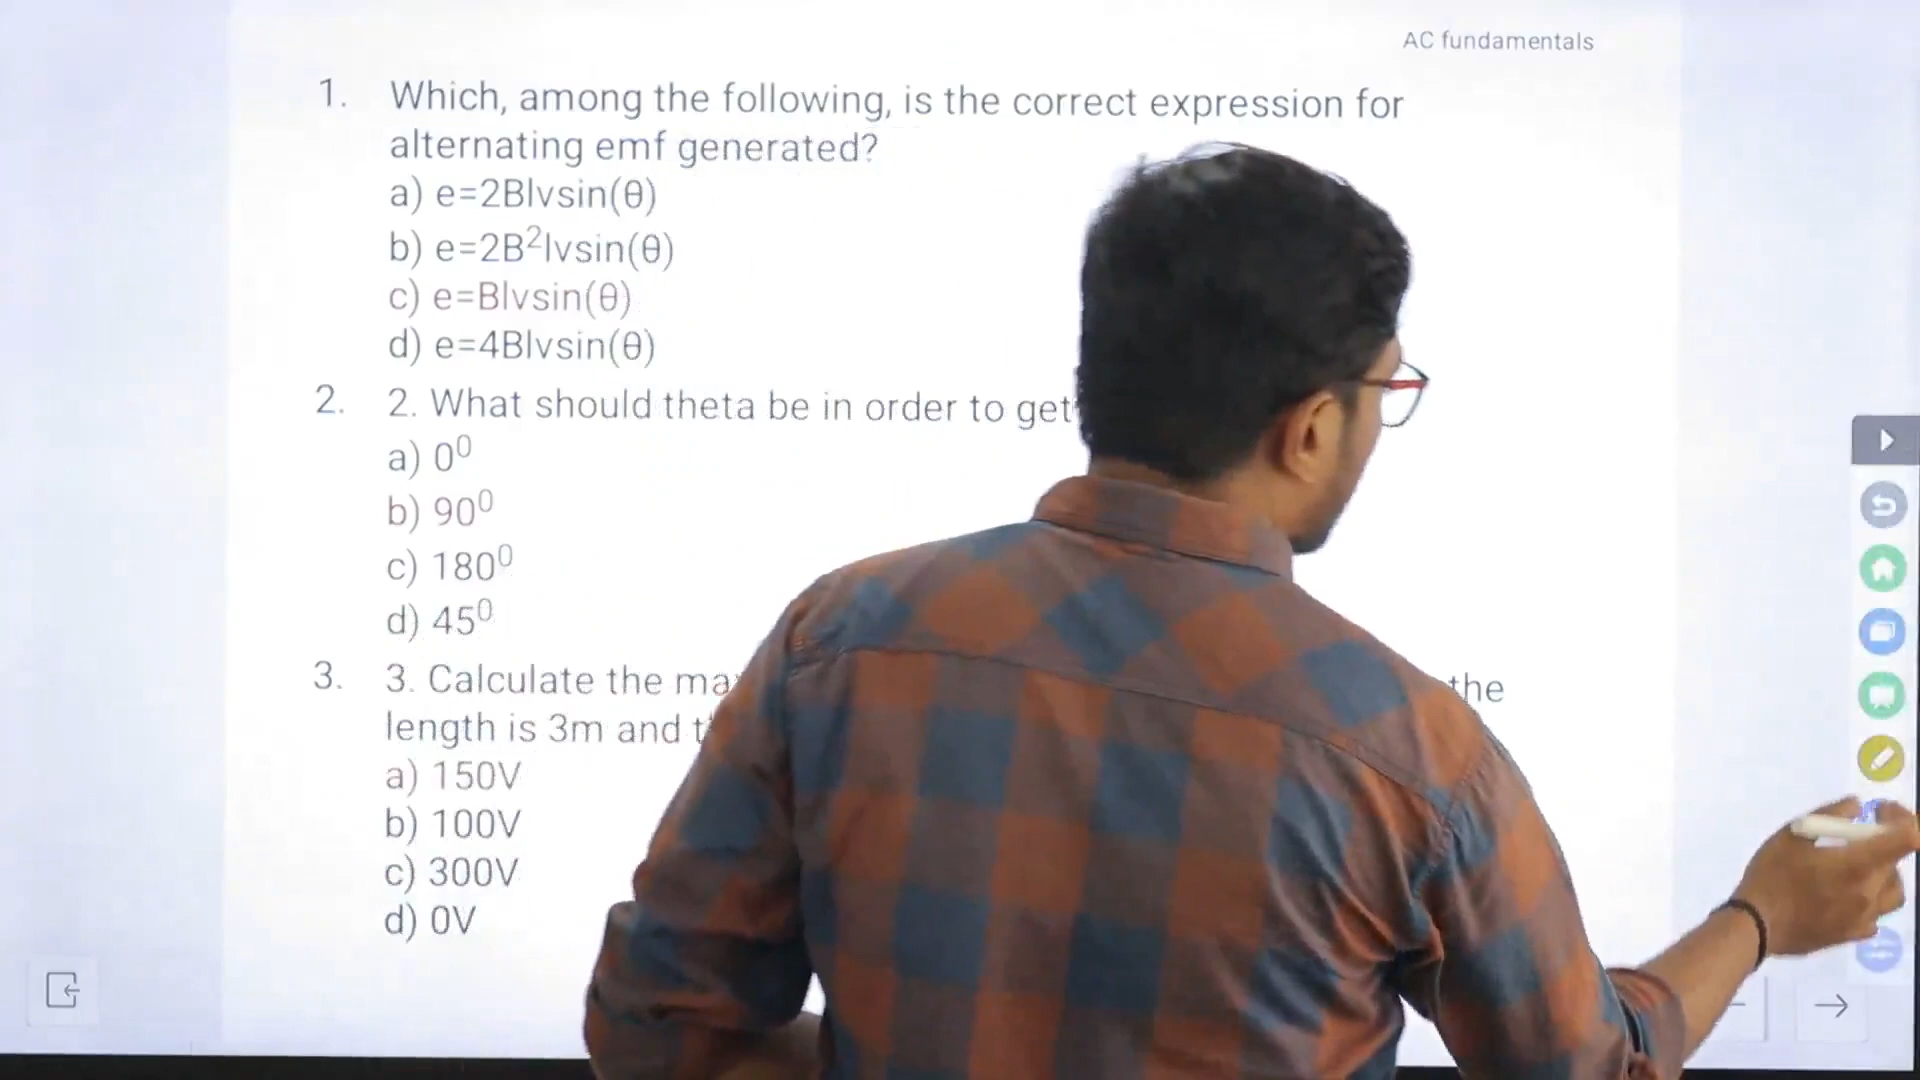 AC fundamentals
1. Which, among the following, is the correct expression for
alternating emf generated?
a) e=2Blvsin(θ)
b) e=2B²lvsin(θ)
c) e=Blvsin(θ)
d) e=4Blvsin(θ)
2. 2. What should theta be in order to get
a) 0⁰
b) 90⁰
c) 180⁰
d) 45⁰
3. 3. Calculate the the
length is 3m and
a) 150V
b) 100V
c) 300V
d) 0V